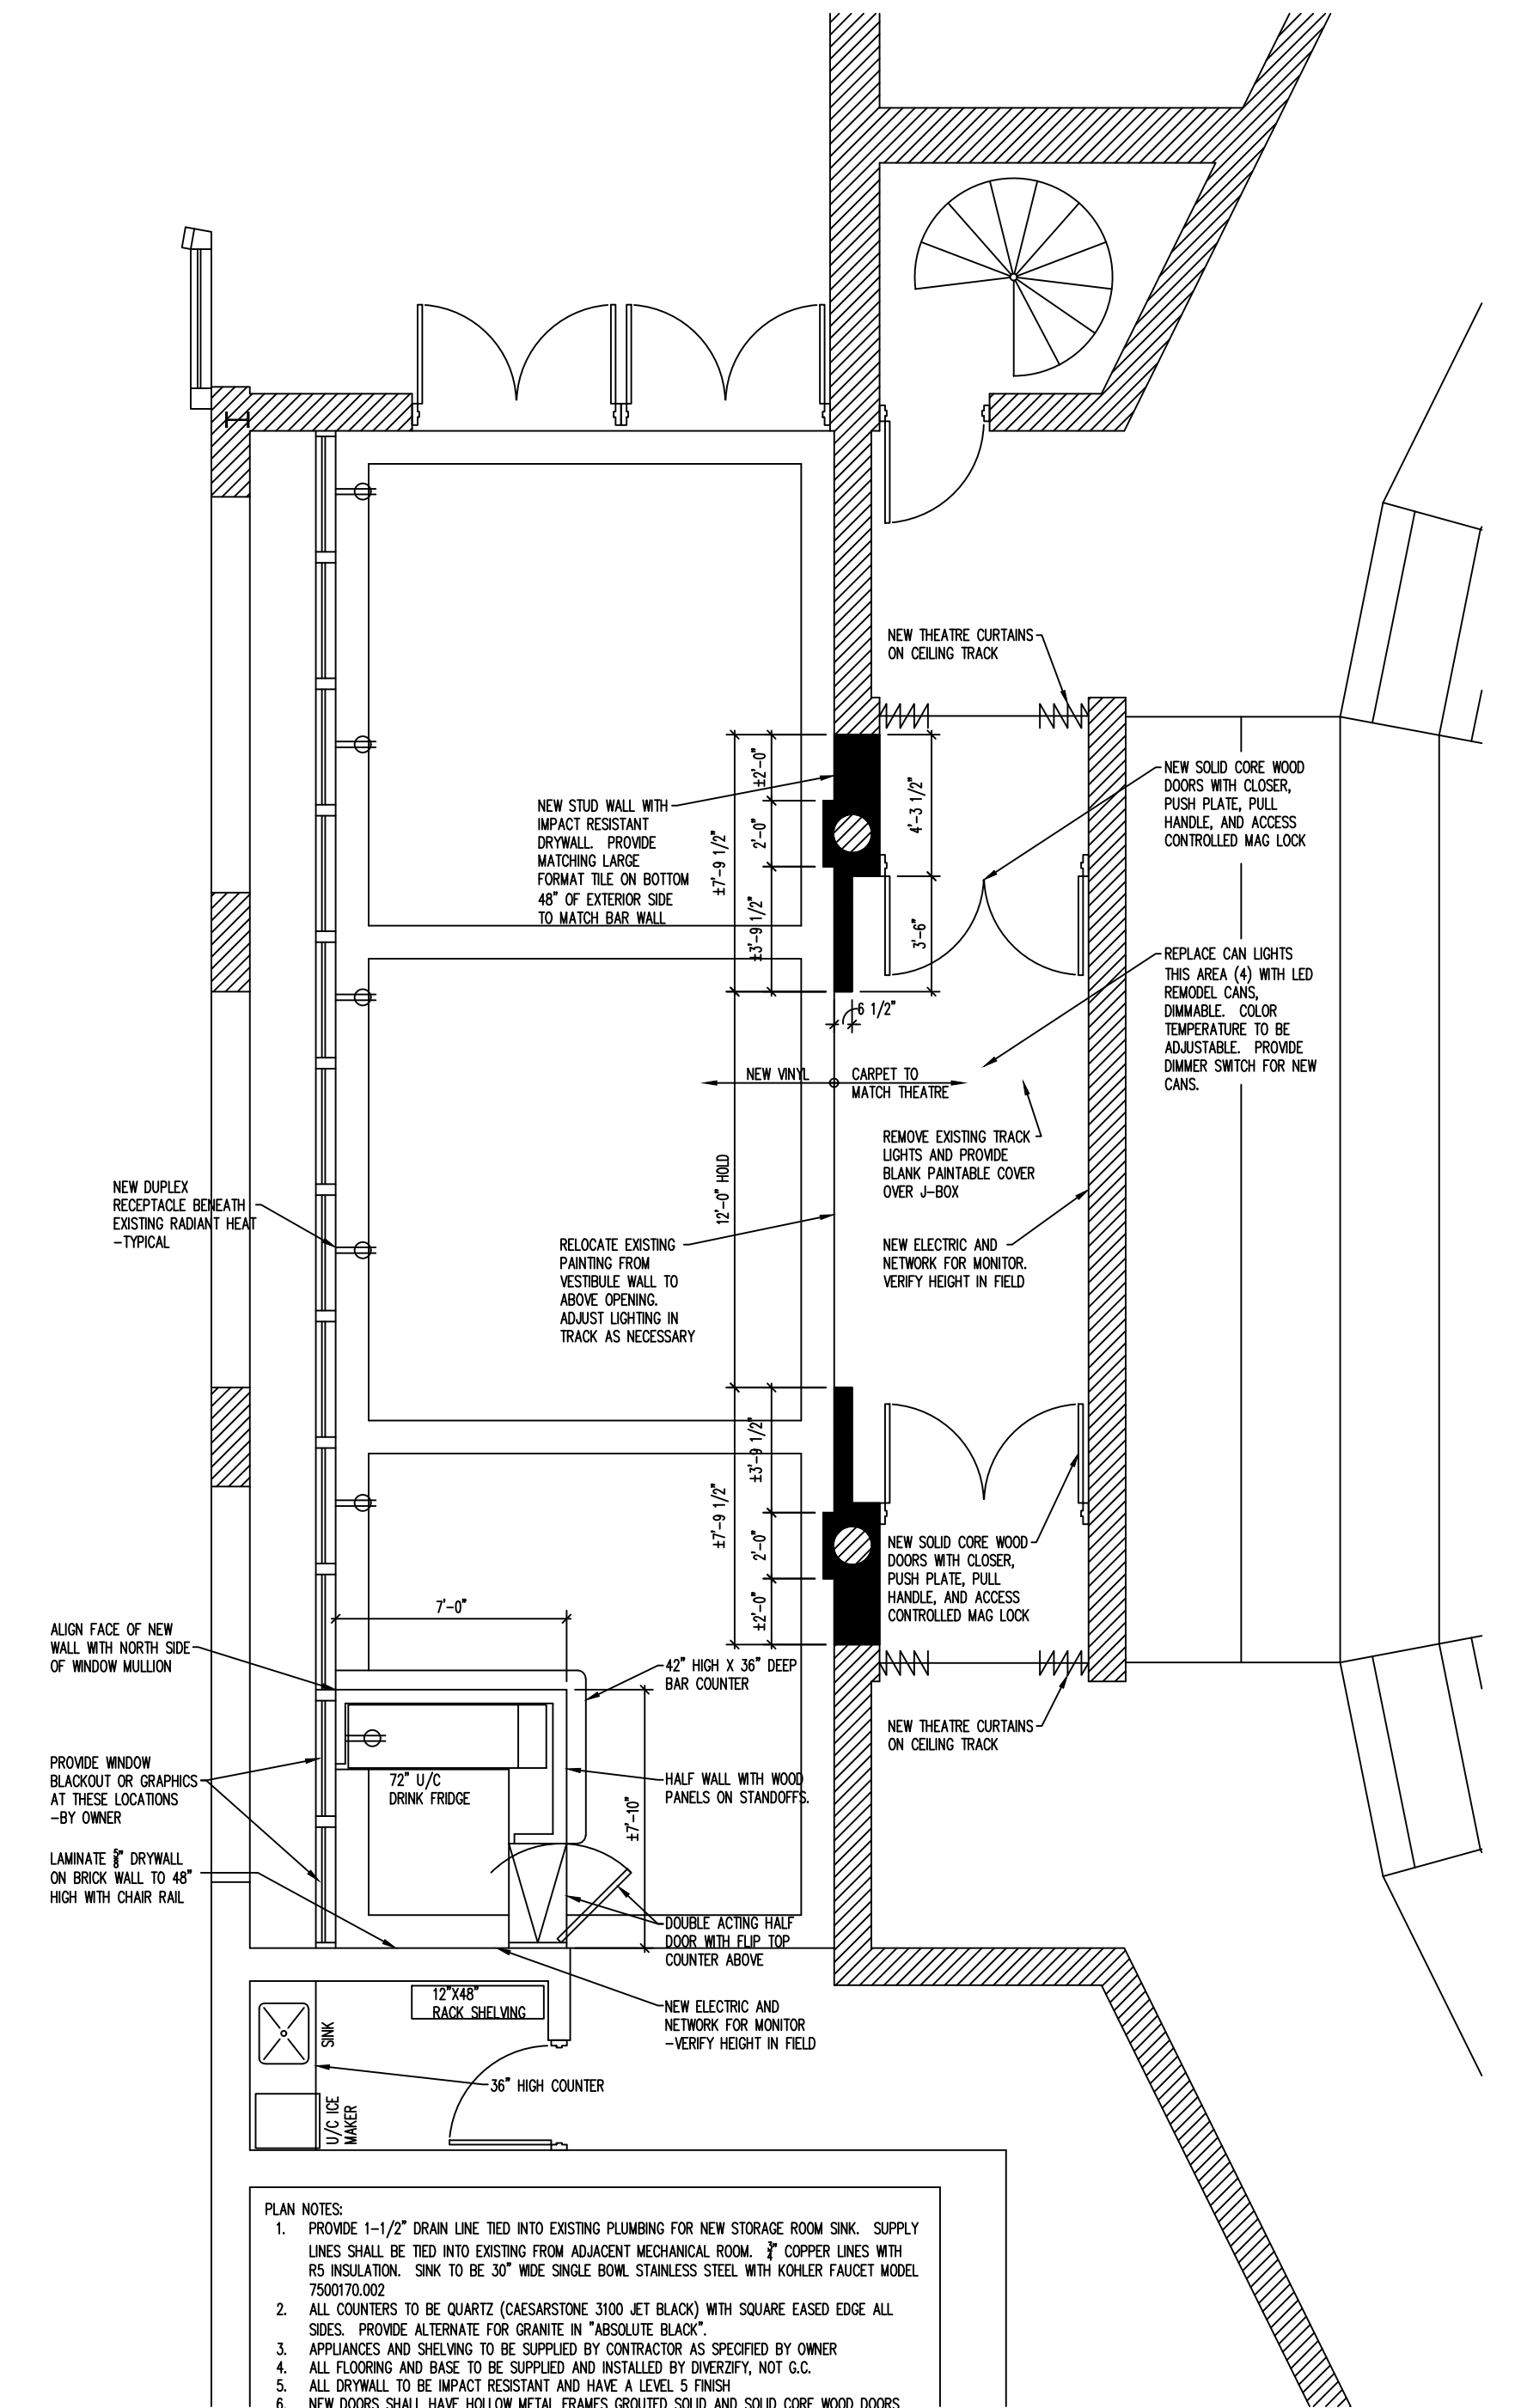 NEW THEATRE CURTAINS
ON CEILING TRACK
NEW SOLID CORE WOOD
DOORS WITH CLOSER,
PUSH PLATE, PULL
HANDLE, AND ACCESS
CONTROLLED MAG LOCK
±2'-0"
2'-0"
±3'-9 1/2"
±7'-9 1/2"
4'-3 1/2"
3'-6"
6 1/2"
NEW STUD WALL WITH
IMPACT RESISTANT
DRYWALL. PROVIDE
MATCHING LARGE
FORMAT TILE ON BOTTOM
48" OF EXTERIOR SIDE
TO MATCH BAR WALL
REPLACE CAN LIGHTS
THIS AREA (4) WITH LED
REMODEL CANS,
DIMMABLE. COLOR
TEMPERATURE TO BE
ADJUSTABLE. PROVIDE
DIMMER SWITCH FOR NEW
CANS.
NEW VINYL
CARPET TO
MATCH THEATRE
REMOVE EXISTING TRACK
LIGHTS AND PROVIDE
BLANK PAINTABLE COVER
OVER J-BOX
12'-0" HOLD
NEW DUPLEX
RECEPTACLE BENEATH
EXISTING RADIANT HEAT
-TYPICAL
RELOCATE EXISTING
PAINTING FROM
VESTIBULE WALL TO
ABOVE OPENING.
ADJUST LIGHTING IN
TRACK AS NECESSARY
NEW ELECTRIC AND
NETWORK FOR MONITOR.
VERIFY HEIGHT IN FIELD
±3'-9 1/2"
±7'-9 1/2"
2'-0"
±2'-0"
NEW SOLID CORE WOOD
DOORS WITH CLOSER,
PUSH PLATE, PULL
HANDLE, AND ACCESS
CONTROLLED MAG LOCK
7'-0"
ALIGN FACE OF NEW
WALL WITH NORTH SIDE
OF WINDOW MULLION
42" HIGH X 36" DEEP
BAR COUNTER
NEW THEATRE CURTAINS
ON CEILING TRACK
PROVIDE WINDOW
BLACKOUT OR GRAPHICS
AT THESE LOCATIONS
-BY OWNER
72" U/C
DRINK FRIDGE
HALF WALL WITH WOOD
PANELS ON STANDOFFS.
±7'-10"
LAMINATE 5/8" DRYWALL
ON BRICK WALL TO 48"
HIGH WITH CHAIR RAIL
DOUBLE ACTING HALF
DOOR WITH FLIP TOP
COUNTER ABOVE
12"X48"
RACK SHELVING
NEW ELECTRIC AND
NETWORK FOR MONITOR
-VERIFY HEIGHT IN FIELD
SINK
36" HIGH COUNTER
U/C ICE
MAKER
PLAN NOTES:
1. PROVIDE 1-1/2" DRAIN LINE TIED INTO EXISTING PLUMBING FOR NEW STORAGE ROOM SINK. SUPPLY
LINES SHALL BE TIED INTO EXISTING FROM ADJACENT MECHANICAL ROOM. 3/4" COPPER LINES WITH
R5 INSULATION. SINK TO BE 30" WIDE SINGLE BOWL STAINLESS STEEL WITH KOHLER FAUCET MODEL
7500170.002
2. ALL COUNTERS TO BE QUARTZ (CAESARSTONE 3100 JET BLACK) WITH SQUARE EASED EDGE ALL
SIDES. PROVIDE ALTERNATE FOR GRANITE IN "ABSOLUTE BLACK".
3. APPLIANCES AND SHELVING TO BE SUPPLIED BY CONTRACTOR AS SPECIFIED BY OWNER
4. ALL FLOORING AND BASE TO BE SUPPLIED AND INSTALLED BY DIVERZIFY, NOT G.C.
5. ALL DRYWALL TO BE IMPACT RESISTANT AND HAVE A LEVEL 5 FINISH
6. NEW DOORS SHALL HAVE HOLLOW METAL FRAMES GROUTED SOLID AND SOLID CORE WOOD DOORS